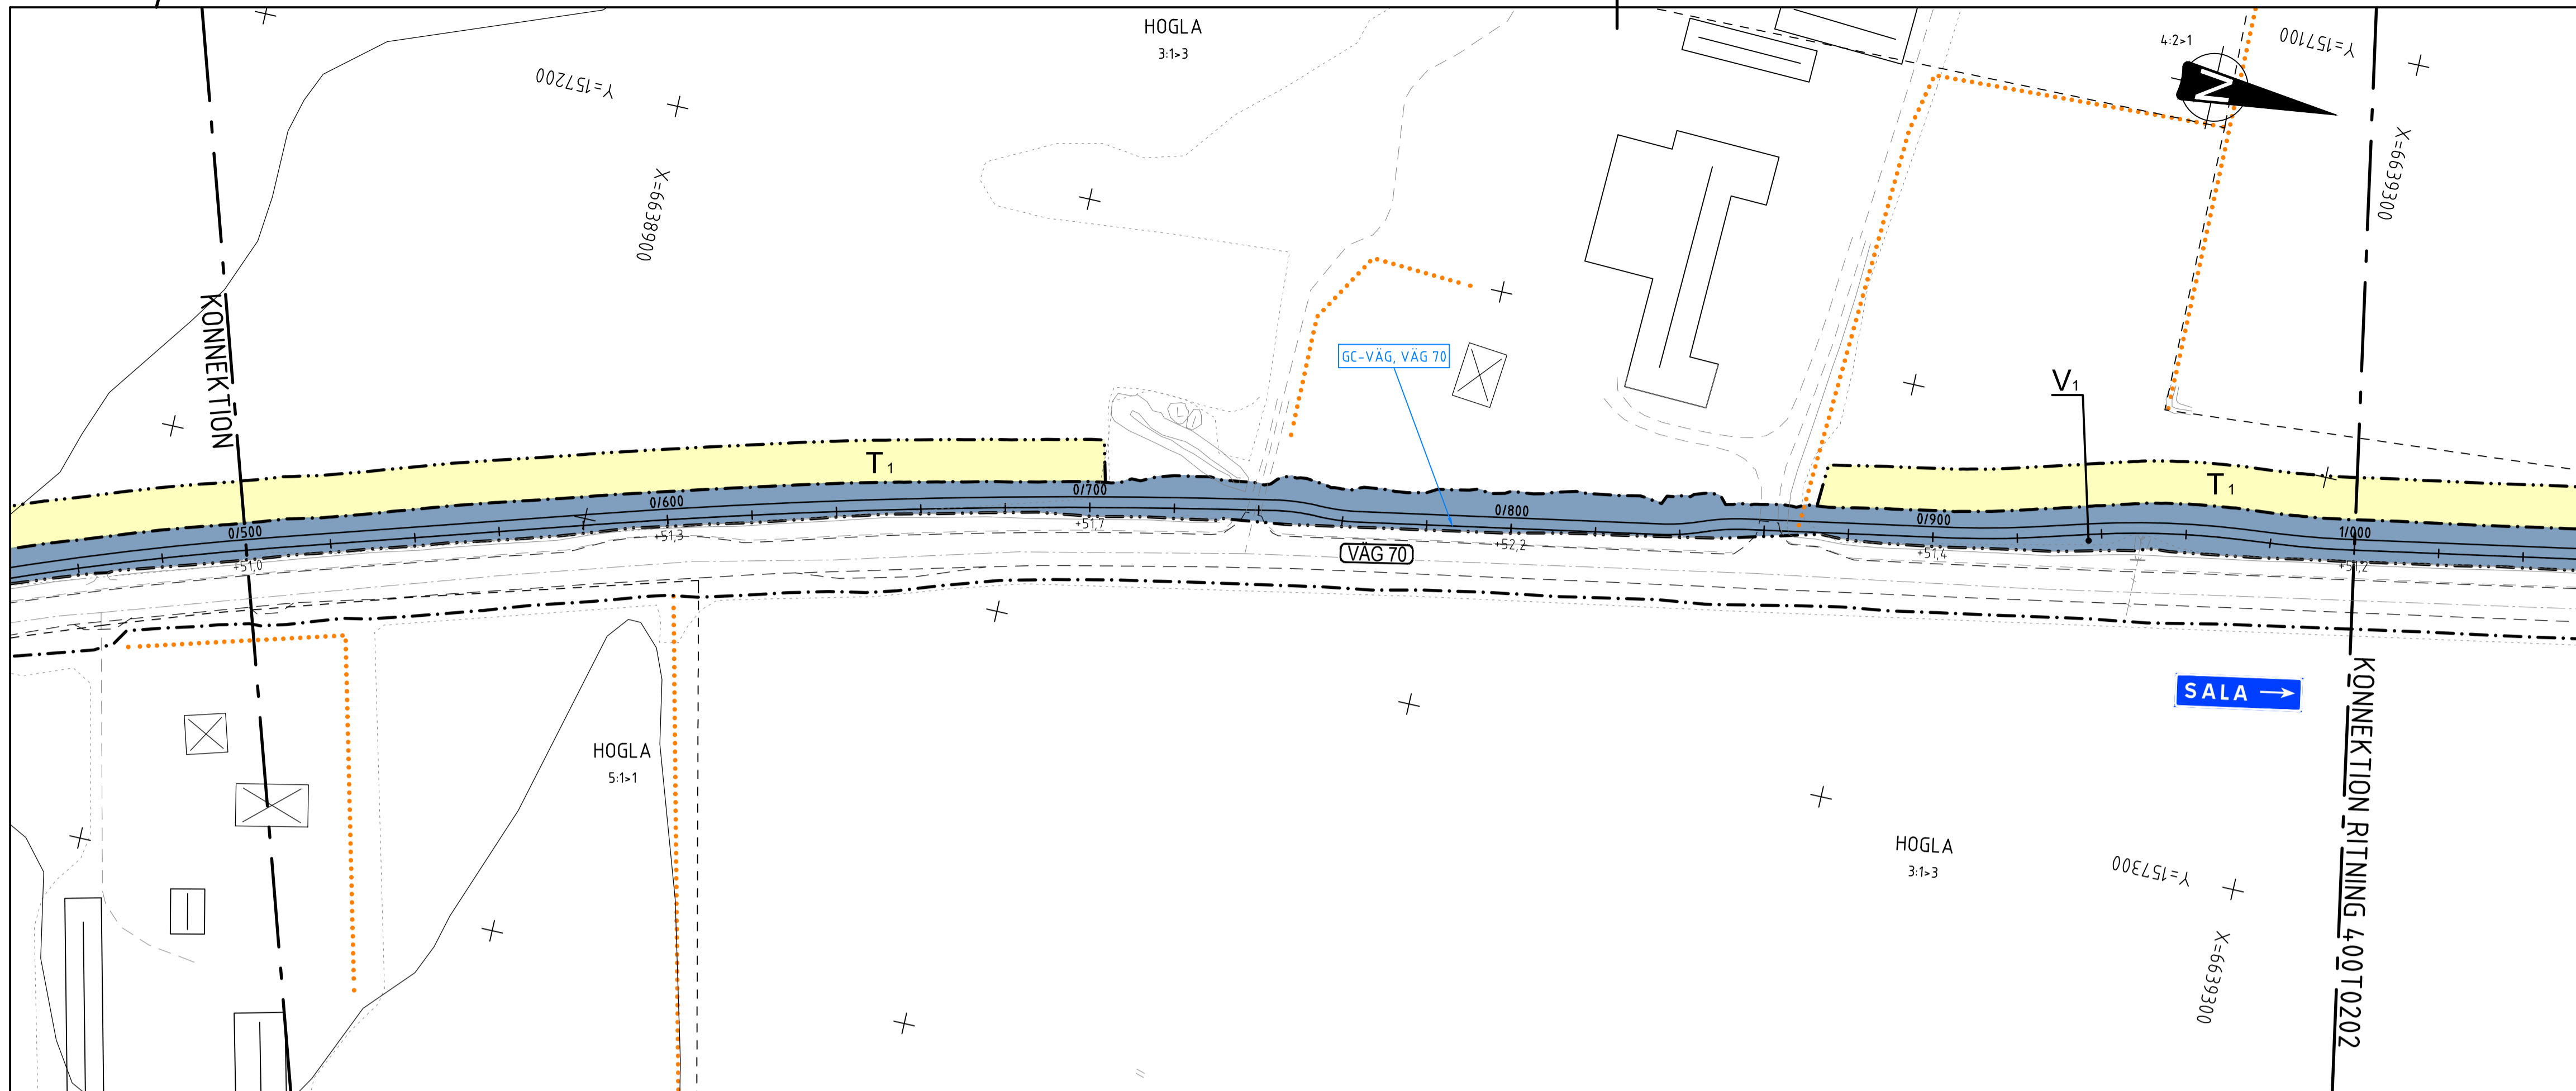 HOGLA
3:1>3
4:2>1
Y=157100
Y=157200
N
X=6638900
X=6639300
KONNEKTION
GC-VÄG, VÄG 70
V1
T1
T1
0/500
0/600
0/700
0/800
0/900
1/000
+51,0
+51,3
+51,7
+52,2
+51,4
+51,2
VÄG 70
SALA →
KONNEKTION RITNING 400T0202
HOGLA
5:1>1
HOGLA
3:1>3
Y=157300
X=6639300